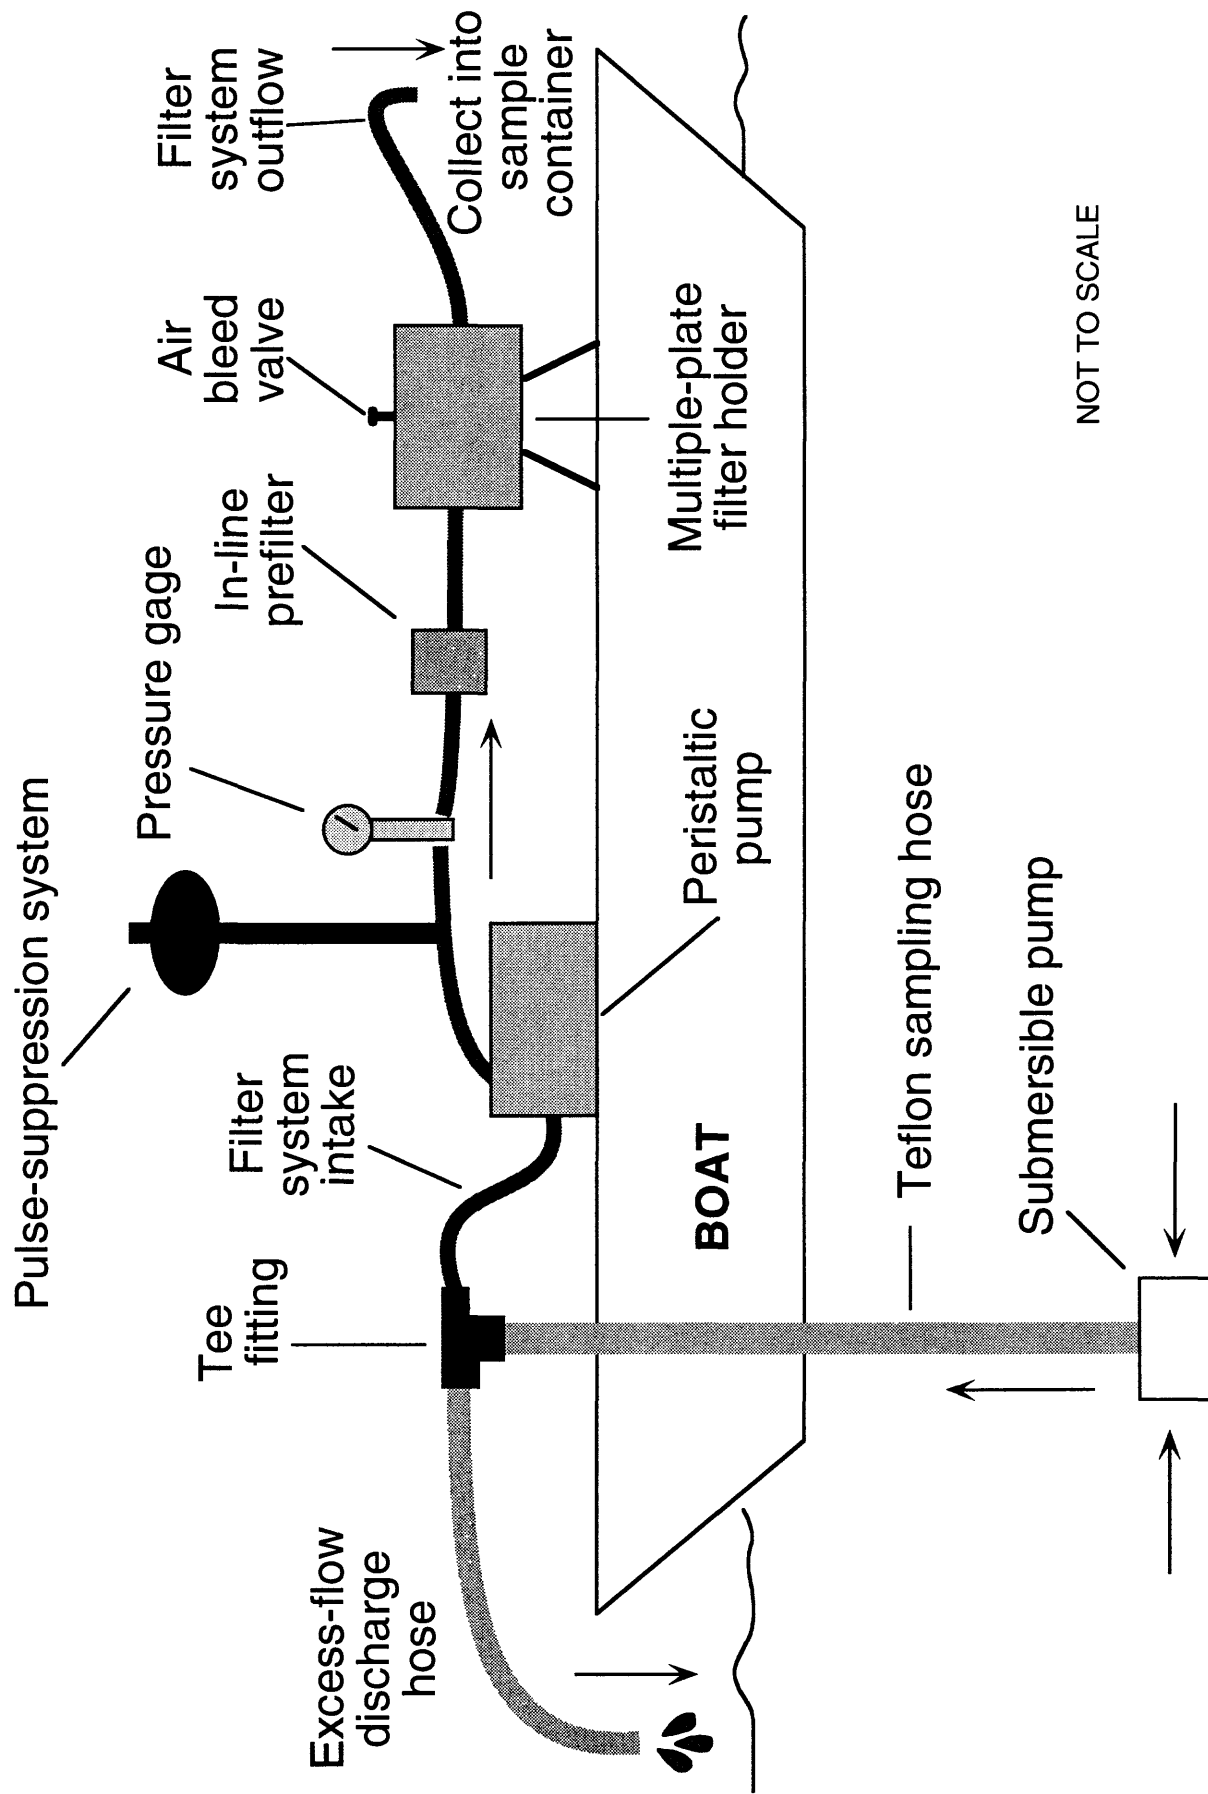 Pulse-suppression system
Pressure gage
Filter
system
outflow
Air
bleed
valve
In-line
prefilter
Filter
system
intake
Tee
fitting
Excess-flow
discharge
hose
Collect into
sample
container
Multiple-plate
filter holder
Peristaltic
pump
BOAT
Teflon sampling hose
Submersible pump
NOT TO SCALE